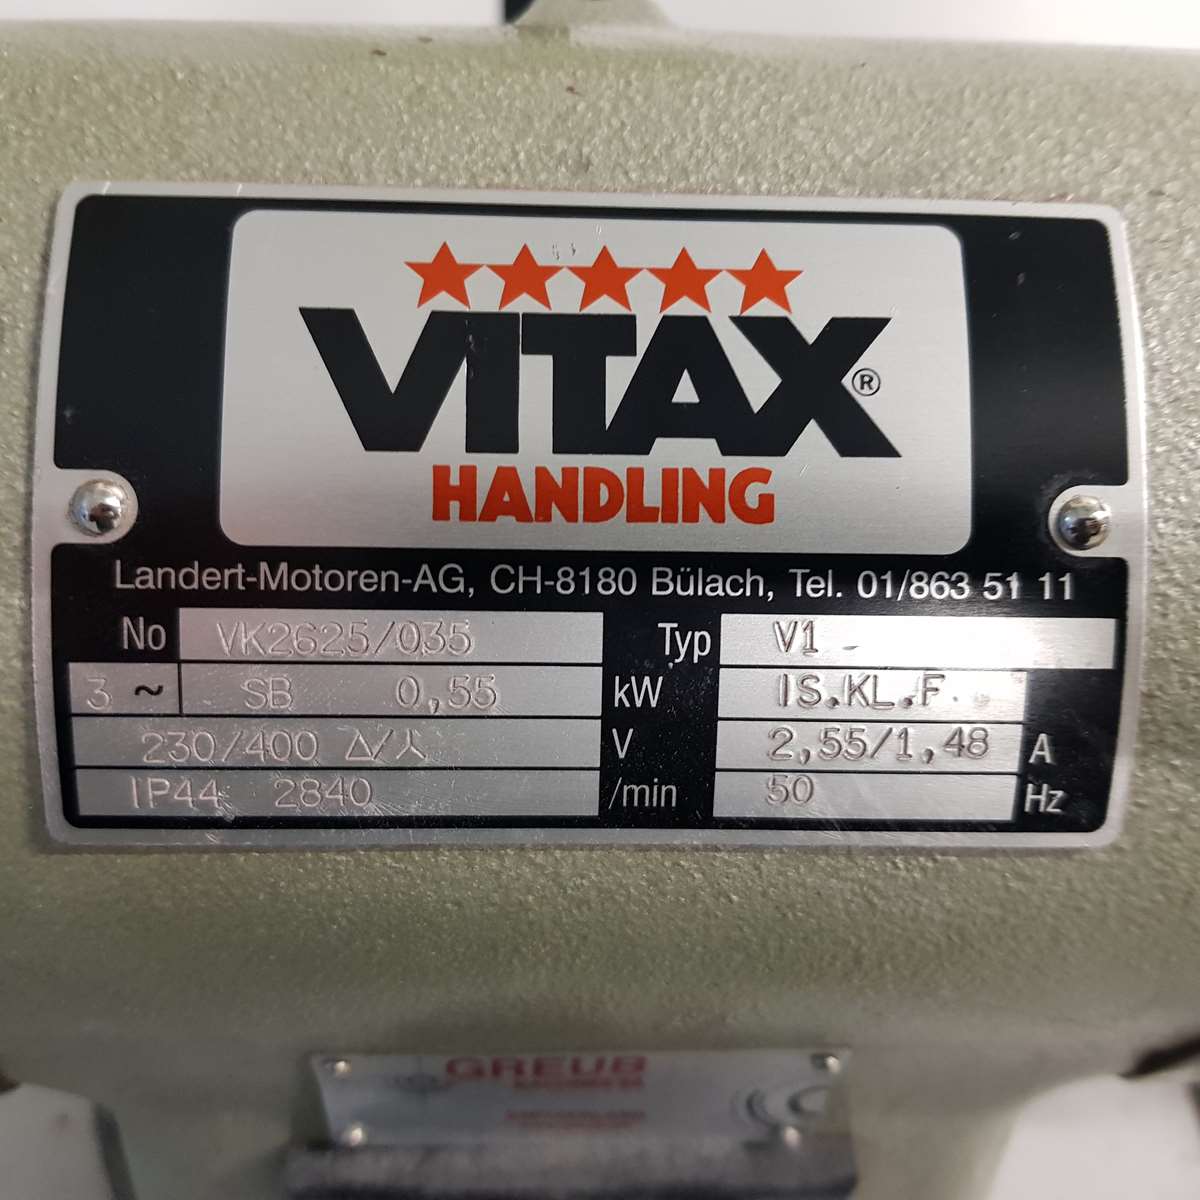 VITAX®
HANDLING
Landert-Motoren-AG, CH-8180 Bülach, Tel. 01/863 51 11
No VK2625/035 Typ V1
3 ~ SB 0,55 kW IS.KL.F.
230/400 Δ/⅄ V 2,55/1,48 A
IP44 2840 /min 50 Hz
GREUB